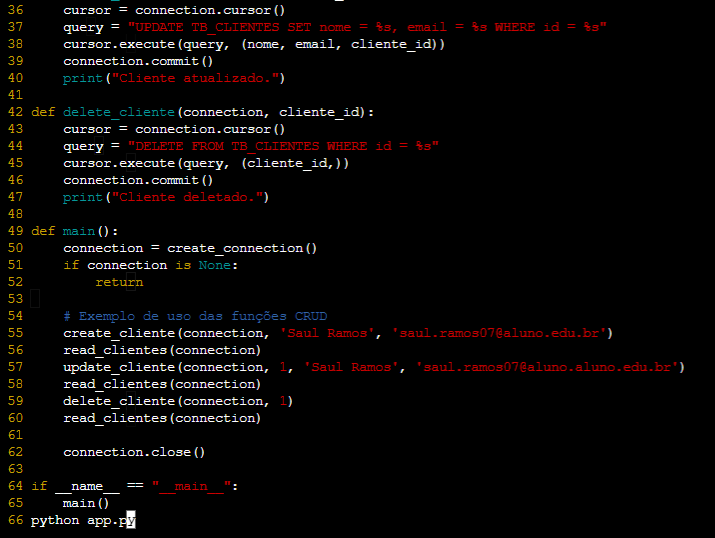 36     cursor = connection.cursor()
37     query = "UPDATE TB_CLIENTES SET nome = %s, email = %s WHERE id = %s"
38     cursor.execute(query, (nome, email, cliente_id))
39     connection.commit()
40     print("Cliente atualizado.")
41
42 def delete_cliente(connection, cliente_id):
43     cursor = connection.cursor()
44     query = "DELETE FROM TB_CLIENTES WHERE id = %s"
45     cursor.execute(query, (cliente_id,))
46     connection.commit()
47     print("Cliente deletado.")
48
49 def main():
50     connection = create_connection()
51     if connection is None:
52         return
53
54     # Exemplo de uso das funções CRUD
55     create_cliente(connection, 'Saul Ramos', 'saul.ramos07@aluno.edu.br')
56     read_clientes(connection)
57     update_cliente(connection, 1, 'Saul Ramos', 'saul.ramos07@aluno.aluno.edu.br')
58     read_clientes(connection)
59     delete_cliente(connection, 1)
60     read_clientes(connection)
61
62     connection.close()
63
64 if __name__ == "__main__":
65     main()
66 python app.py